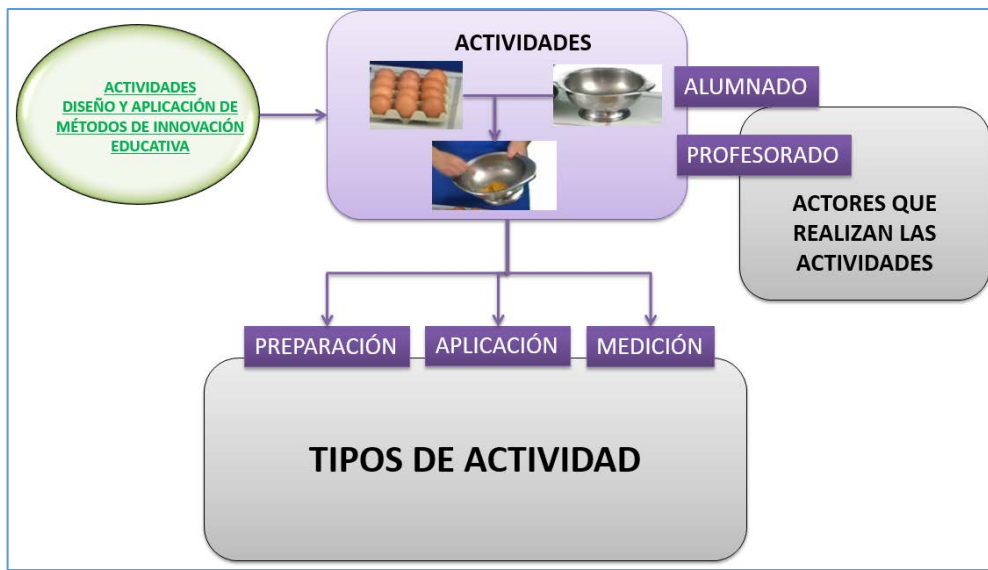 ACTIVIDADES
DISEÑO Y APLICACIÓN DE
MÉTODOS DE INNOVACIÓN
EDUCATIVA
ACTIVIDADES
ALUMNADO
PROFESORADO
ACTORES QUE
REALIZAN LAS
ACTIVIDADES
PREPARACIÓN
APLICACIÓN
MEDICIÓN
TIPOS DE ACTIVIDAD